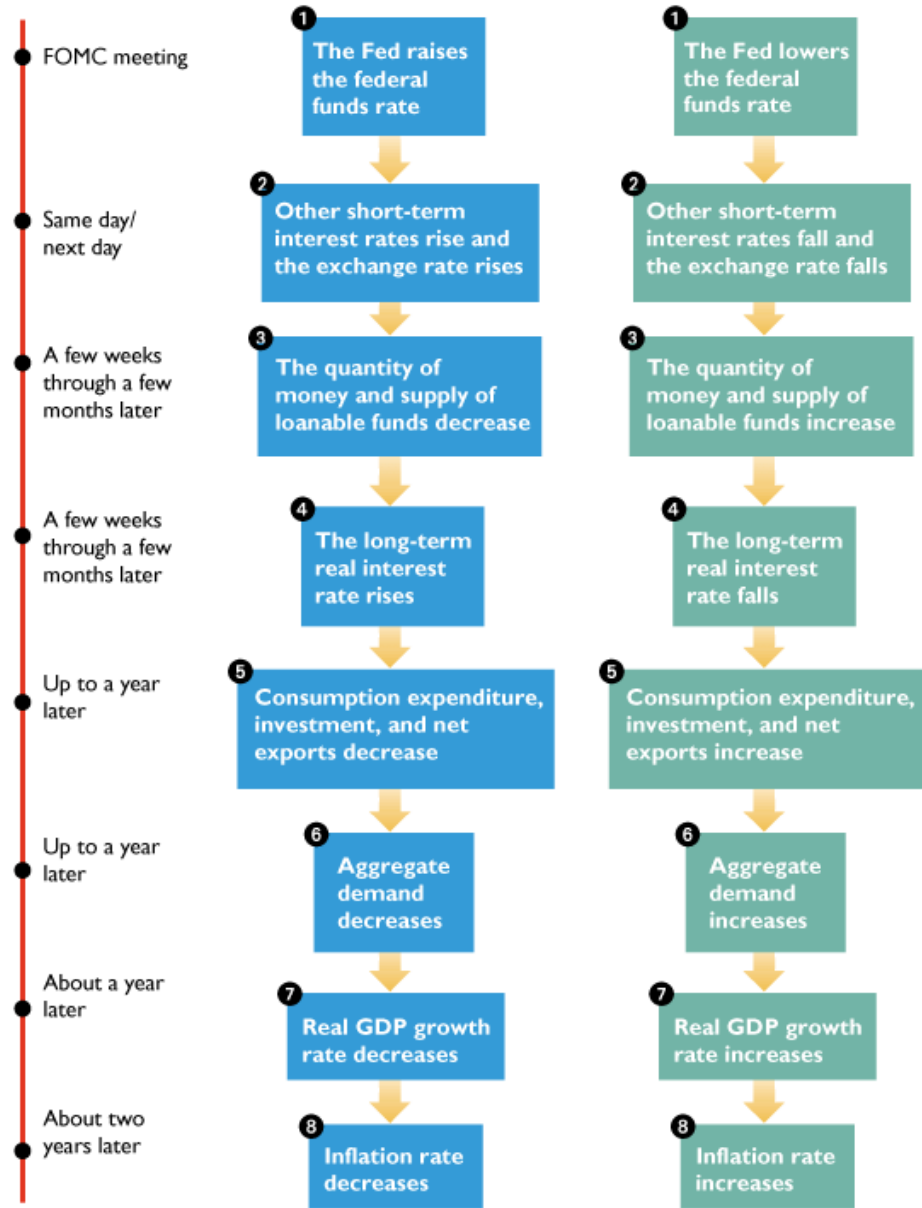 FOMC meeting
1
The Fed raises
the federal
funds rate
1
The Fed lowers
the federal
funds rate
Same day/
next day
2
Other short-term
interest rates rise and
the exchange rate rises
2
Other short-term
interest rates fall and
the exchange rate falls
A few weeks
through a few
months later
3
The quantity of
money and supply of
loanable funds decrease
3
The quantity of
money and supply of
loanable funds increase
A few weeks
through a few
months later
4
The long-term
real interest
rate rises
4
The long-term
real interest
rate falls
Up to a year
later
5
Consumption expenditure,
investment, and net
exports decrease
5
Consumption expenditure,
investment, and net
exports increase
Up to a year
later
6
Aggregate
demand
decreases
6
Aggregate
demand
increases
About a year
later
7
Real GDP growth
rate decreases
7
Real GDP growth
rate increases
About two
years later
8
Inflation rate
decreases
8
Inflation rate
increases